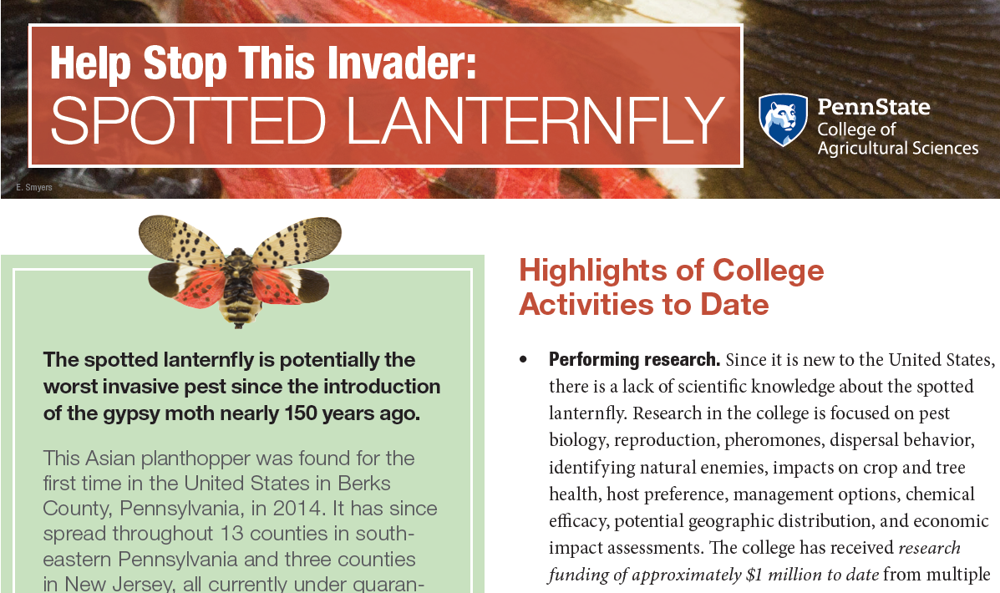 Help Stop This Invader:
SPOTTED LANTERNFLY
PennState
College of
Agricultural Sciences
E. Smyers
The spotted lanternfly is potentially the
worst invasive pest since the introduction
of the gypsy moth nearly 150 years ago.
This Asian planthopper was found for the
first time in the United States in Berks
County, Pennsylvania, in 2014. It has since
spread throughout 13 counties in south-
eastern Pennsylvania and three counties
in New Jersey, all currently under quaran-
Highlights of College
Activities to Date
• Performing research. Since it is new to the United States,
there is a lack of scientific knowledge about the spotted
lanternfly. Research in the college is focused on pest
biology, reproduction, pheromones, dispersal behavior,
identifying natural enemies, impacts on crop and tree
health, host preference, management options, chemical
efficacy, potential geographic distribution, and economic
impact assessments. The college has received research
funding of approximately $1 million to date from multiple